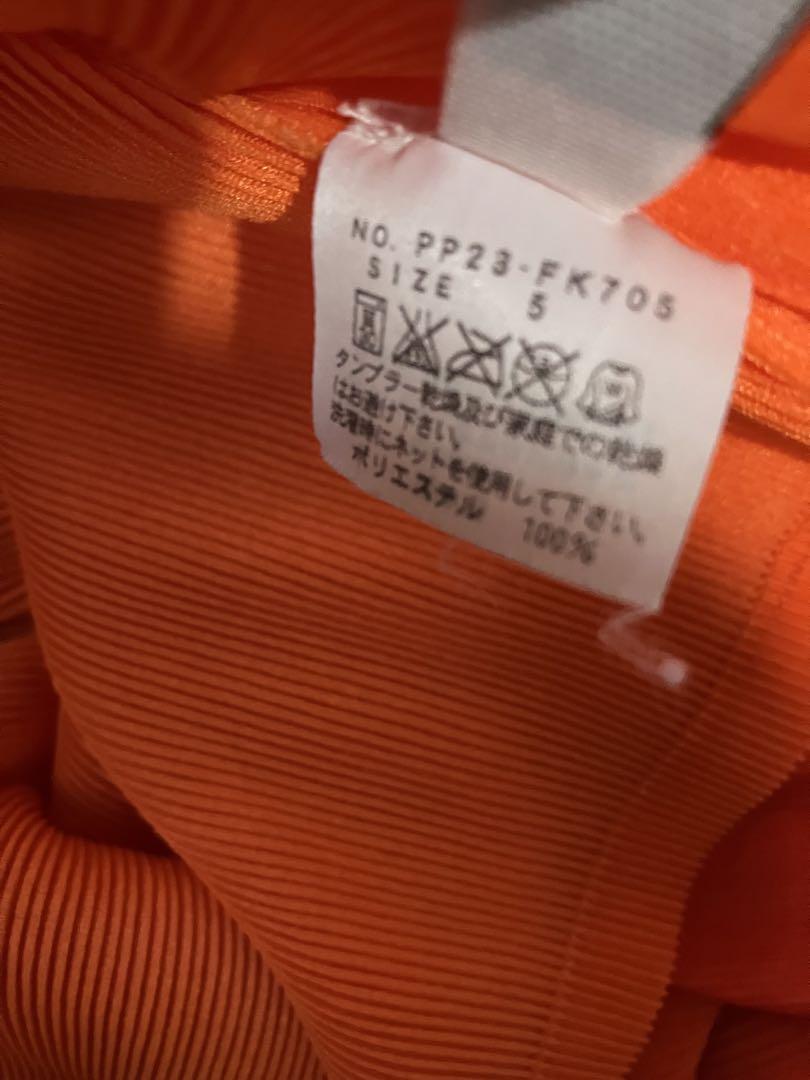 NO. PP23-FK705
SIZE 5
タンブラー乾燥及び家庭での乾燥
はお避け下さい。
洗濯時にネットを使用して下さい。
ポリエステル 100%